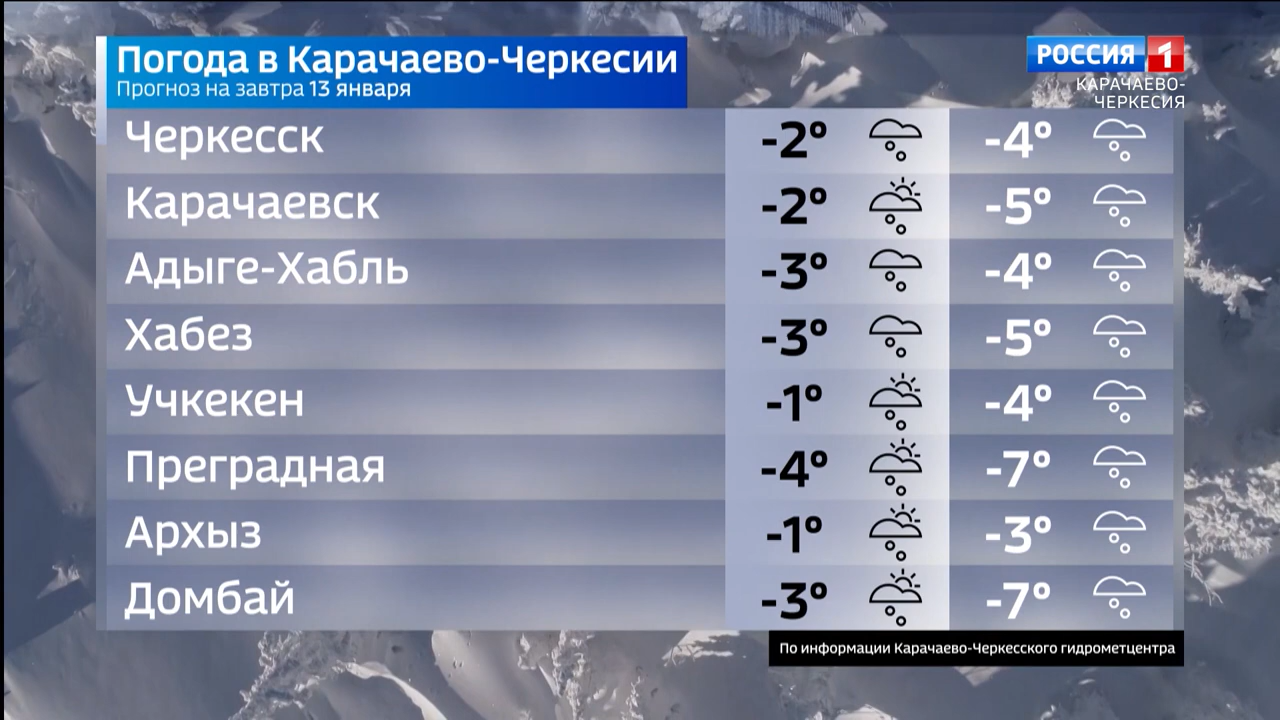 Погода в Карачаево-Черкесии
Прогноз на завтра 13 января
РОССИЯ 1
КАРАЧАЕВО-
ЧЕРКЕСИЯ
Черкесск -2° -4°
Карачаевск -2° -5°
Адыге-Хабль -3° -4°
Хабез -3° -5°
Учкекен -1° -4°
Преградная -4° -7°
Архыз -1° -3°
Домбай -3° -7°
По информации Карачаево-Черкесского гидрометцентра